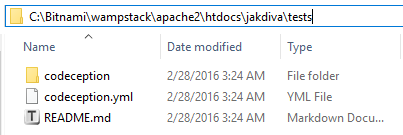 C:\Bitnami\wampstack\apache2\htdocs\jakdiva\tests
Name Date modified Type
codeception 2/28/2016 3:24 AM File folder
codeception.yml 2/28/2016 3:24 AM YML File
T README.md 2/28/2016 3:24 AM Markdown Docu...